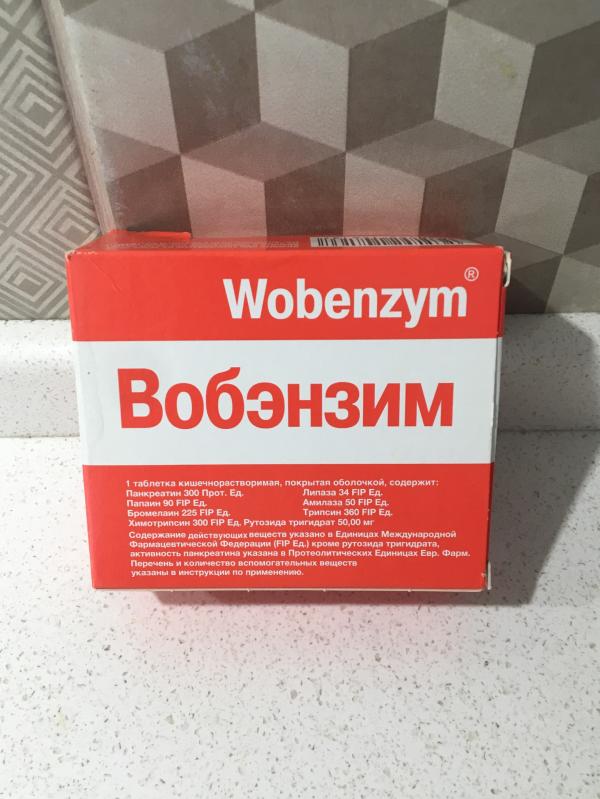 Wobenzym®
Вобэнзим
1 таблетка кишечнорастворимая, покрытая оболочкой, содержит:
Панкреатин 300 Прот. Ед. Липаза 34 FIP Ед.
Папаин 90 FIP Ед. Амилаза 50 FIP Ед.
Бромелаин 225 FIP Ед. Трипсин 360 FIP Ед.
Химотрипсин 300 FIP Ед. Рутозида тригидрат 50,00 мг
Содержание действующих веществ указано в Единицах Международной
Фармацевтической Федерации (FIP Ед.) кроме рутозида тригидрата,
активность панкреатина указана в Протеолитических Единицах Евр. Фарм.
Перечень и количество вспомогательных веществ
указаны в инструкции по применению.